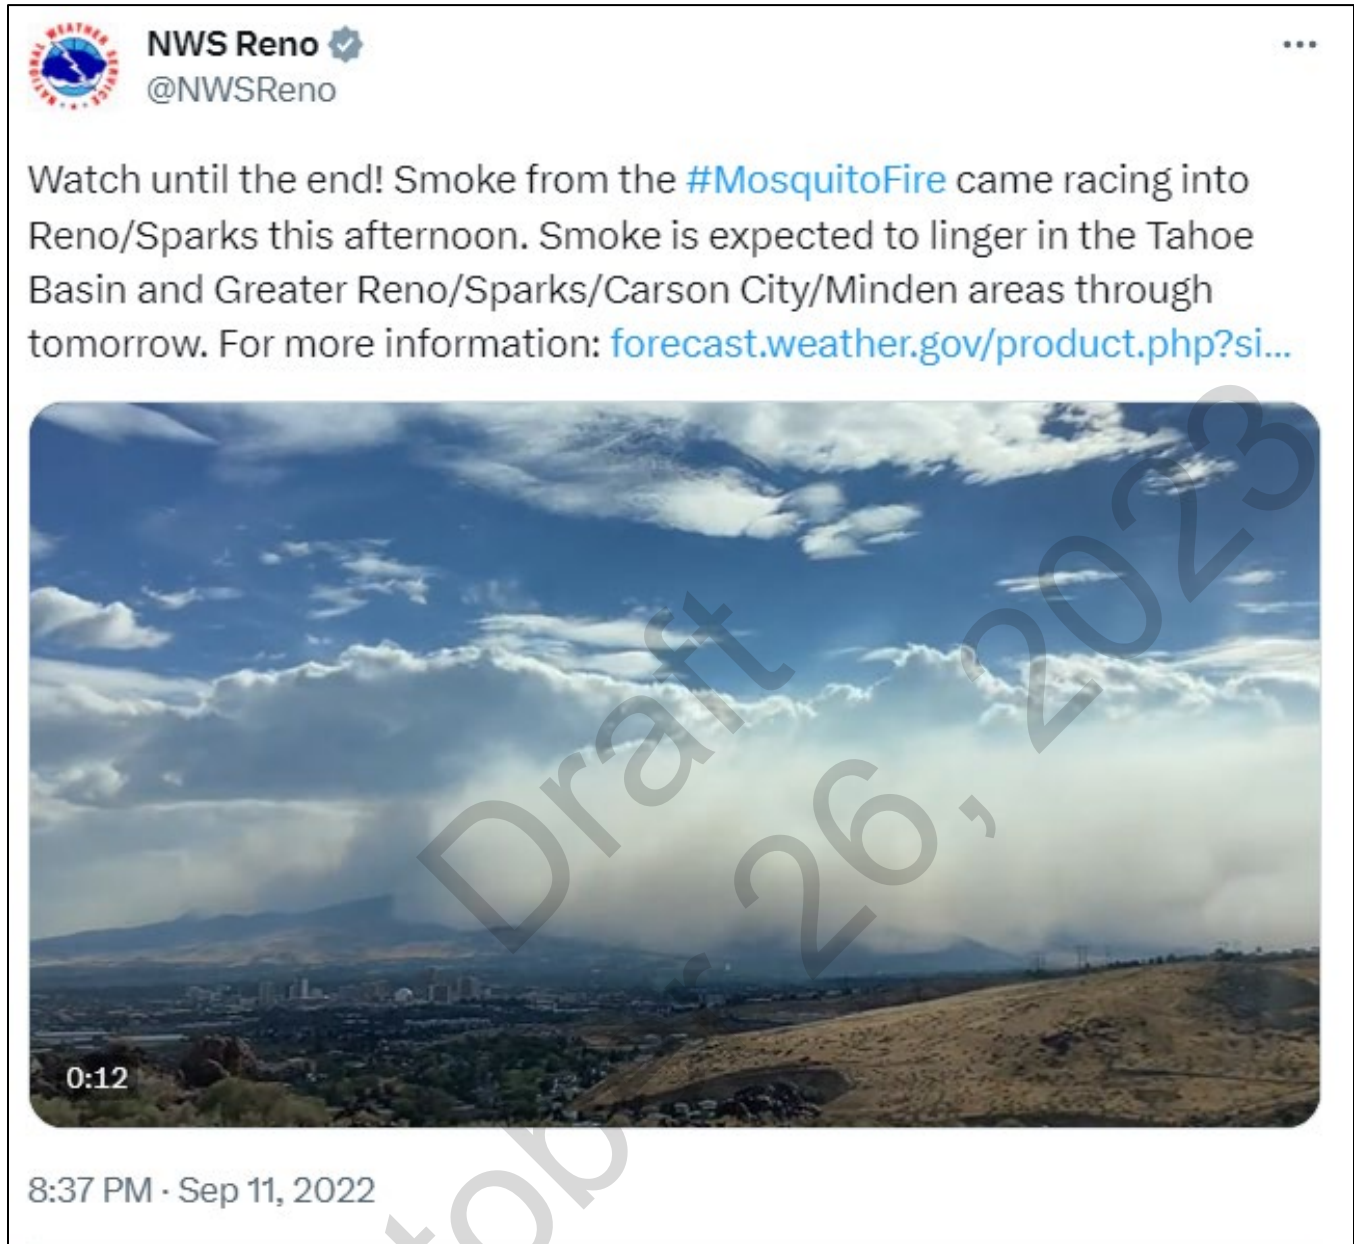 NWS Reno
@NWSReno
Watch until the end! Smoke from the #MosquitoFire came racing into
Reno/Sparks this afternoon. Smoke is expected to linger in the Tahoe
Basin and Greater Reno/Sparks/Carson City/Minden areas through
tomorrow. For more information: forecast.weather.gov/product.php?si...
NATIONAL WEATHER SERVICE
Draft
26, 2023
0:12
8:37 PM · Sep 11, 2022